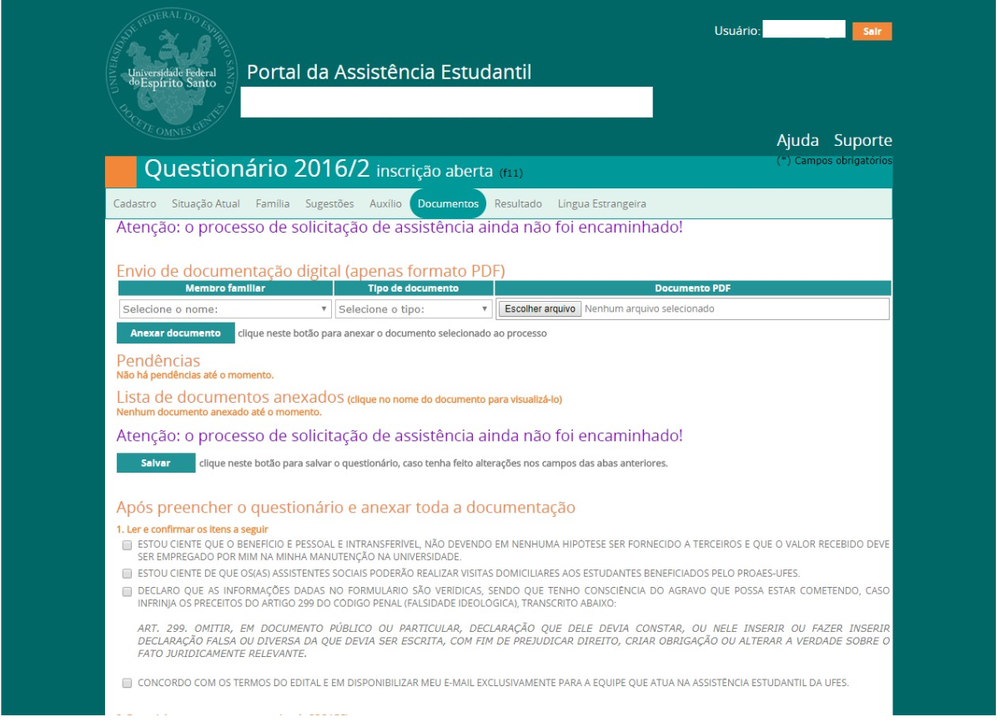 UNIVERSIDADE FEDERAL DO ESPÍRITO SANTO
Universidade Federal
do Espírito Santo
DOCETE OMNES GENTES
Usuário:
Sair
Portal da Assistência Estudantil
Ajuda Suporte
(*) Campos obrigatórios
Questionário 2016/2 inscrição aberta (f11)
Cadastro Situação Atual Família Sugestões Auxílio Documentos Resultado Língua Estrangeira
Atenção: o processo de solicitação de assistência ainda não foi encaminhado!
Envio de documentação digital (apenas formato PDF)
Membro familiar Tipo de documento Documento PDF
Selecione o nome: Selecione o tipo: Escolher arquivo Nenhum arquivo selecionado
Anexar documento clique neste botão para anexar o documento selecionado ao processo
Pendências
Não há pendências até o momento.
Lista de documentos anexados (clique no nome do documento para visualizá-lo)
Nenhum documento anexado até o momento.
Atenção: o processo de solicitação de assistência ainda não foi encaminhado!
Salvar clique neste botão para salvar o questionário, caso tenha feito alterações nos campos das abas anteriores.
Após preencher o questionário e anexar toda a documentação
1. Ler e confirmar os itens a seguir
ESTOU CIENTE QUE O BENEFÍCIO É PESSOAL E INTRANSFERÍVEL, NÃO DEVENDO EM NENHUMA HIPÓTESE SER FORNECIDO A TERCEIROS E QUE O VALOR RECEBIDO DEVE
SER EMPREGADO POR MIM NA MINHA MANUTENÇÃO NA UNIVERSIDADE.
ESTOU CIENTE DE QUE OS(AS) ASSISTENTES SOCIAIS PODERÃO REALIZAR VISITAS DOMICILIARES AOS ESTUDANTES BENEFICIADOS PELO PROAES-UFES.
DECLARO QUE AS INFORMAÇÕES DADAS NO FORMULÁRIO SÃO VERÍDICAS, SENDO QUE TENHO CONSCIÊNCIA DO AGRAVO QUE POSSA ESTAR COMETENDO, CASO
INFRINJA OS PRECEITOS DO ARTIGO 299 DO CÓDIGO PENAL (FALSIDADE IDEOLÓGICA), TRANSCRITO ABAIXO:
ART. 299. OMITIR, EM DOCUMENTO PÚBLICO OU PARTICULAR, DECLARAÇÃO QUE DELE DEVIA CONSTAR, OU NELE INSERIR OU FAZER INSERIR
DECLARAÇÃO FALSA OU DIVERSA DA QUE DEVIA SER ESCRITA, COM FIM DE PREJUDICAR DIREITO, CRIAR OBRIGAÇÃO OU ALTERAR A VERDADE SOBRE O
FATO JURIDICAMENTE RELEVANTE.
CONCORDO COM OS TERMOS DO EDITAL E EM DISPONIBILIZAR MEU E-MAIL EXCLUSIVAMENTE PARA A EQUIPE QUE ATUA NA ASSISTÊNCIA ESTUDANTIL DA UFES.